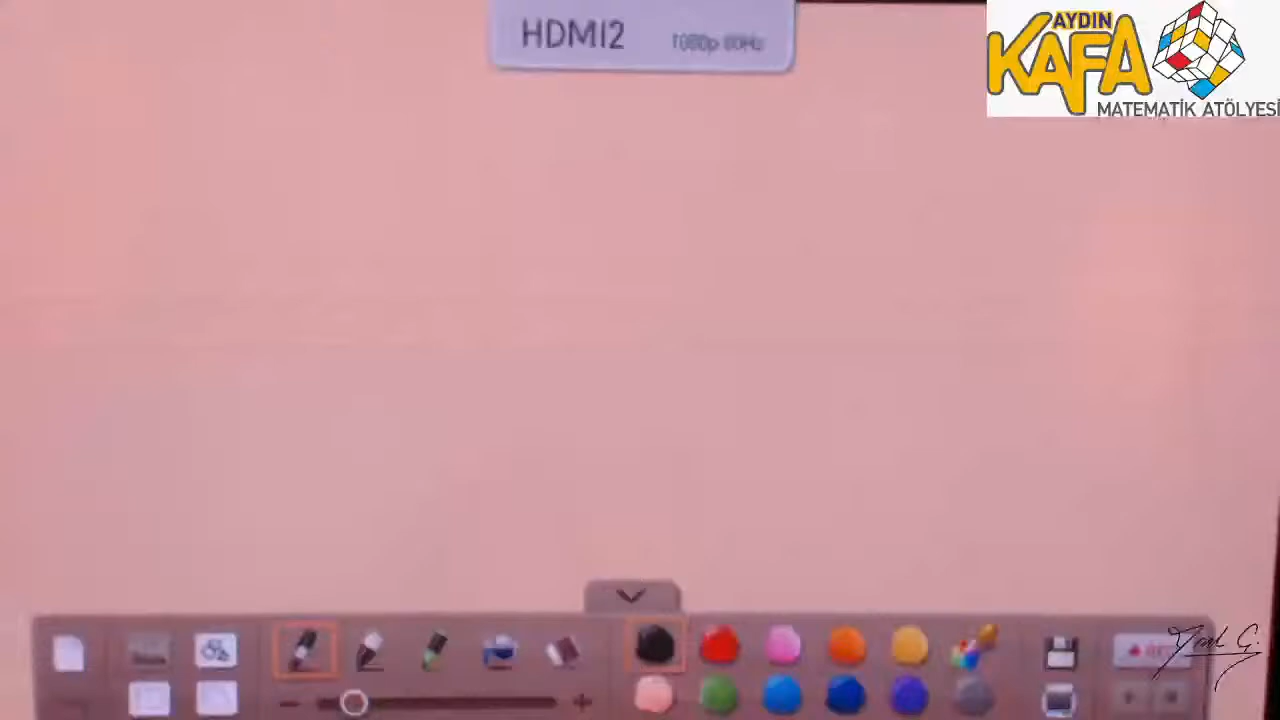 HDMI2
1080p 60Hz
AYDIN
KAFA
MATEMATİK ATÖLYESİ